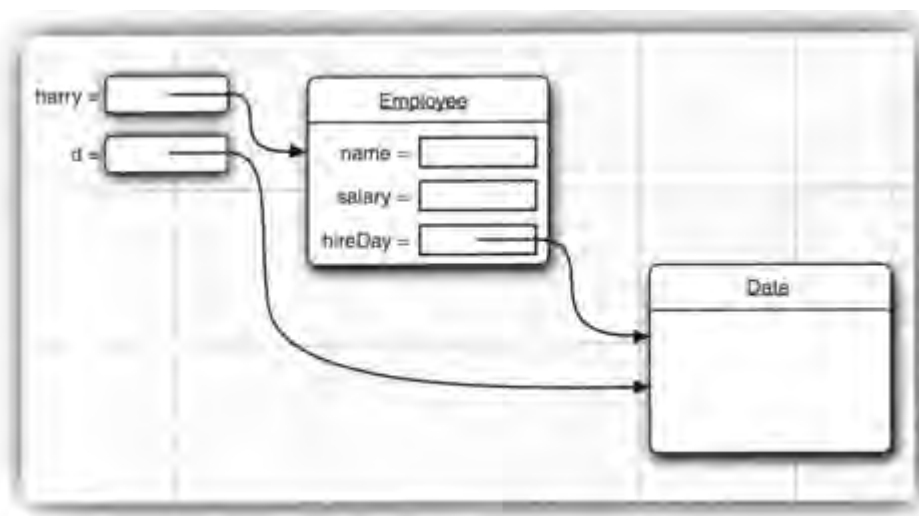 harry =
Employee
d =
name =
salary =
hireDay =
Date